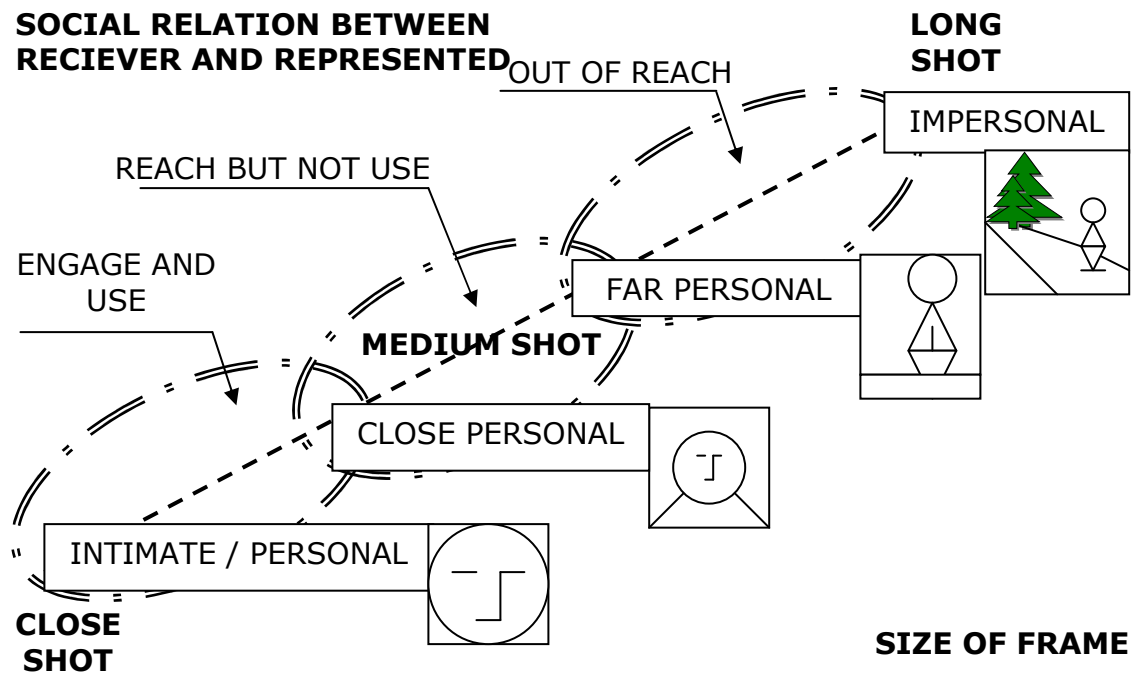 SOCIAL RELATION BETWEEN
RECIEVER AND REPRESENTED
LONG
SHOT
OUT OF REACH
IMPERSONAL
REACH BUT NOT USE
ENGAGE AND
USE
FAR PERSONAL
MEDIUM SHOT
CLOSE PERSONAL
INTIMATE / PERSONAL
CLOSE
SHOT
SIZE OF FRAME